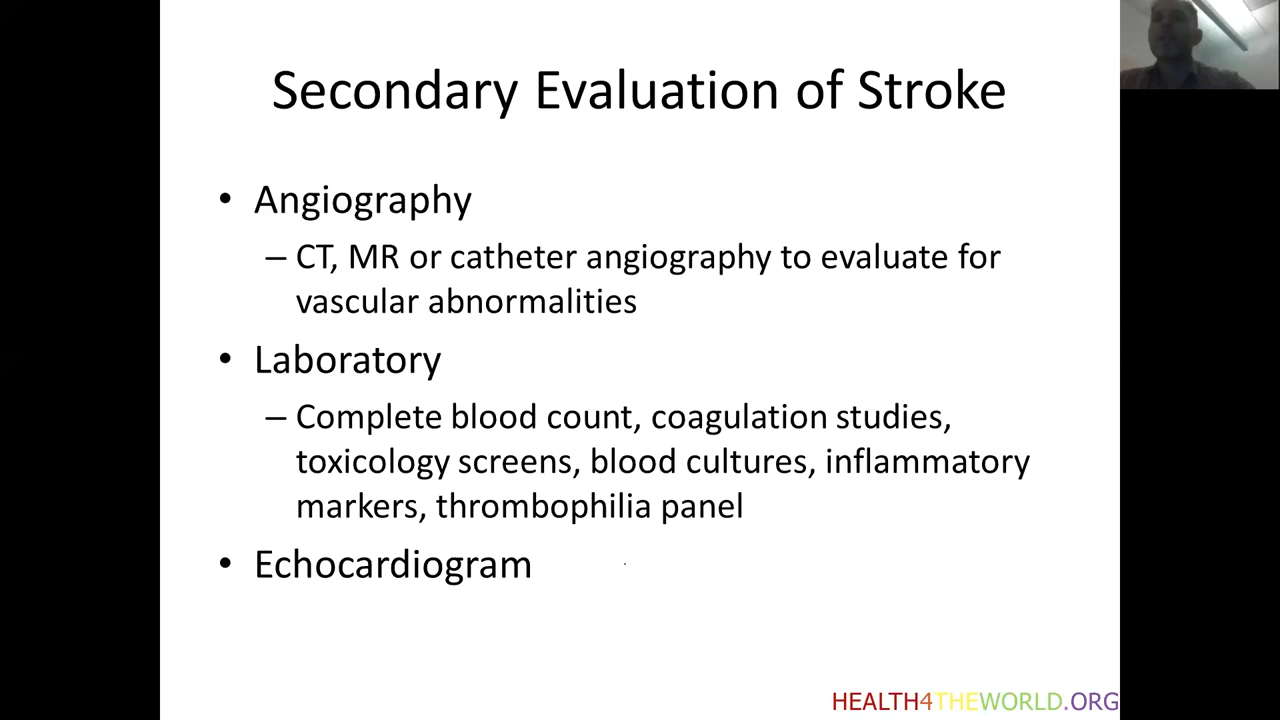 Secondary Evaluation of Stroke
• Angiography
– CT, MR or catheter angiography to evaluate for
vascular abnormalities
• Laboratory
– Complete blood count, coagulation studies,
toxicology screens, blood cultures, inflammatory
markers, thrombophilia panel
• Echocardiogram
HEALTH4THEWORLD.ORG